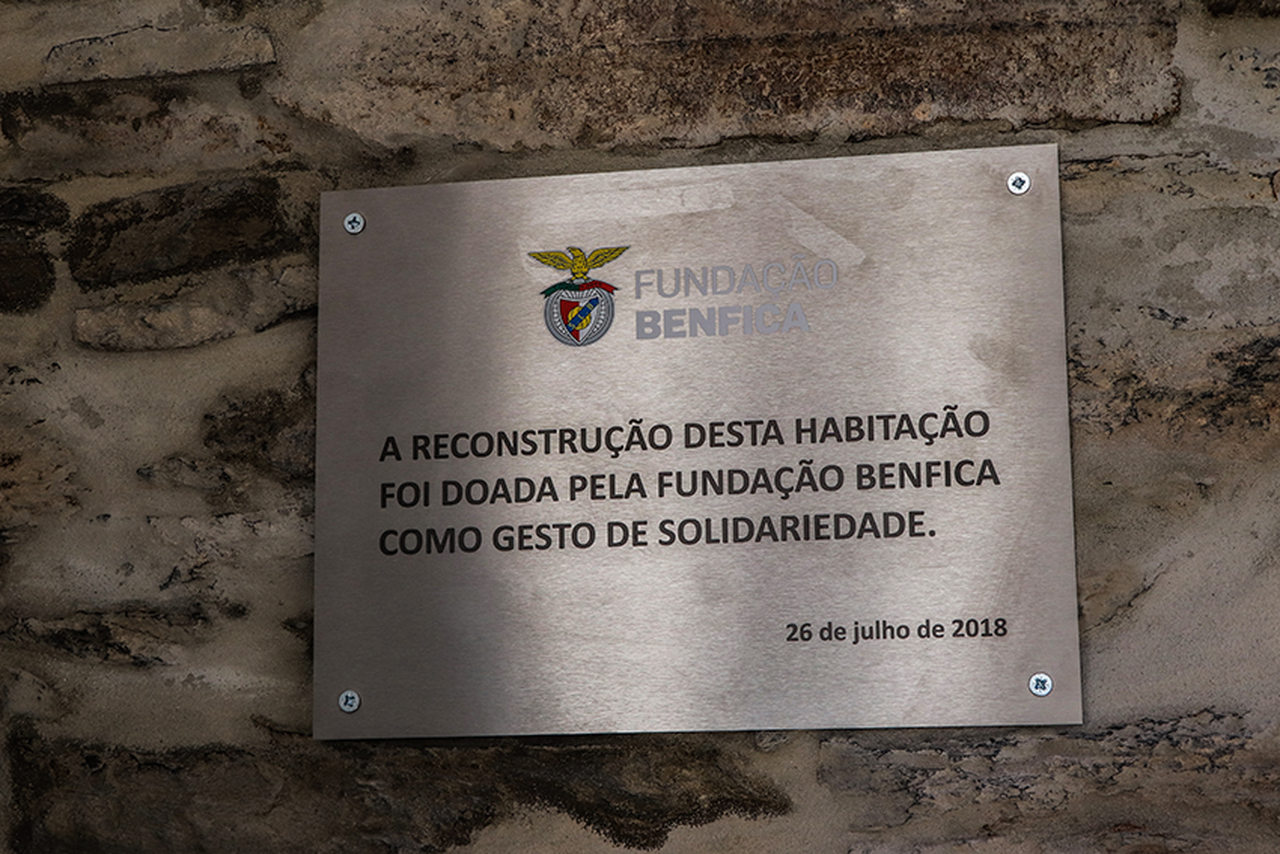 FUNDAÇÃO
BENFICA
A RECONSTRUÇÃO DESTA HABITAÇÃO
FOI DOADA PELA FUNDAÇÃO BENFICA
COMO GESTO DE SOLIDARIEDADE.
26 de julho de 2018